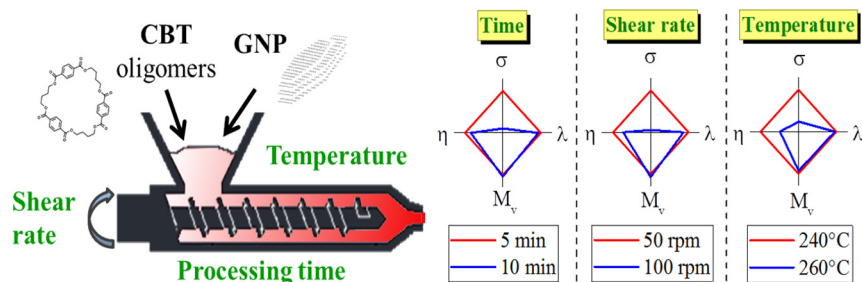 CBT
oligomers
GNP
Temperature
Shear
rate
Processing time
Time
σ
η
λ
Mv
5 min
10 min
Shear rate
σ
η
λ
Mv
50 rpm
100 rpm
Temperature
σ
η
λ
Mv
240°C
260°C